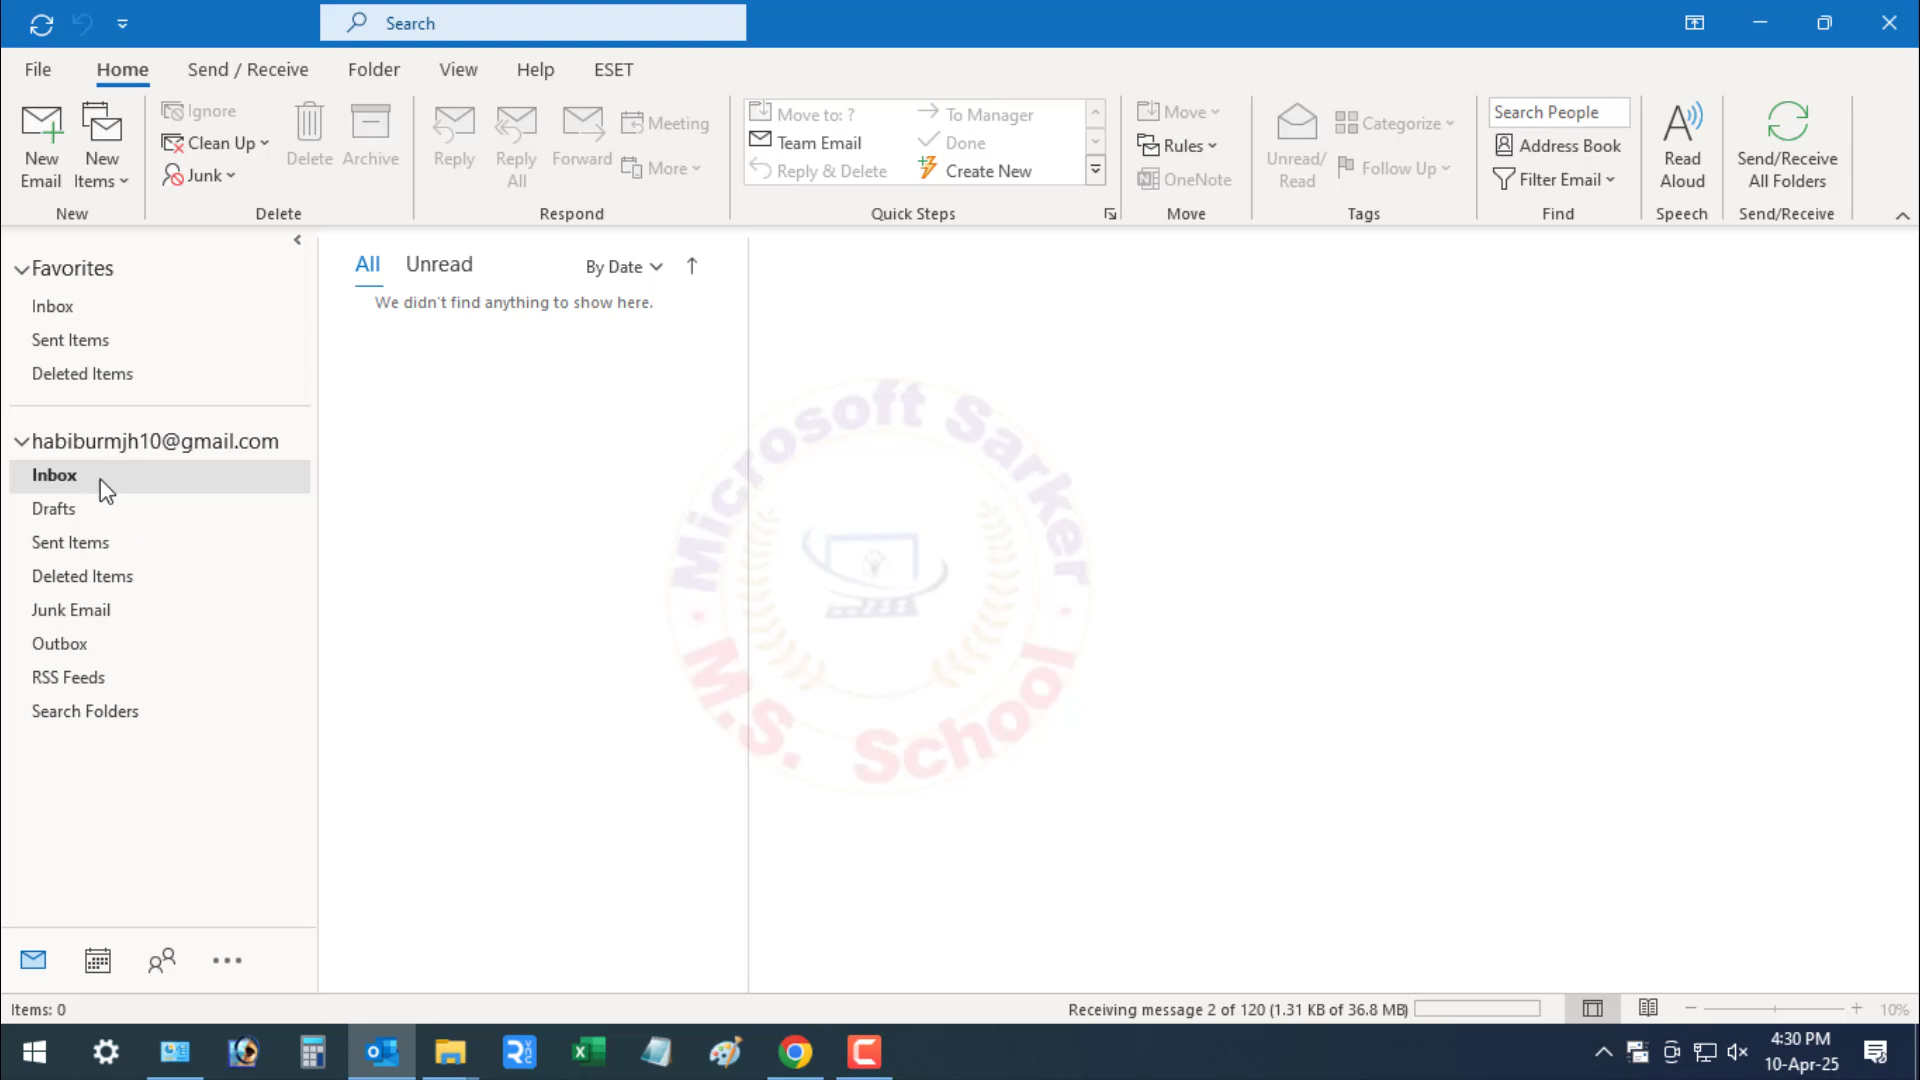 Search
File Home Send / Receive Folder View Help ESET
New Email
New Items
New
Ignore
Clean Up
Junk
Delete
Archive
Delete
Reply
Reply All
Forward
Meeting
More
Respond
Move to: ?
Team Email
Reply & Delete
To Manager
Done
Create New
Quick Steps
Move
Rules
OneNote
Move
Unread/ Read
Categorize
Follow Up
Tags
Search People
Address Book
Filter Email
Find
Read Aloud
Speech
Send/Receive All Folders
Send/Receive
Favorites
Inbox
Sent Items
Deleted Items
habiburmjh10@gmail.com
Inbox
Drafts
Sent Items
Deleted Items
Junk Email
Outbox
RSS Feeds
Search Folders
All Unread By Date
We didn't find anything to show here.
Microsoft Sarker
M.S. School
Items: 0
Receiving message 2 of 120 (1.31 KB of 36.8 MB)
10%
4:30 PM
10-Apr-25